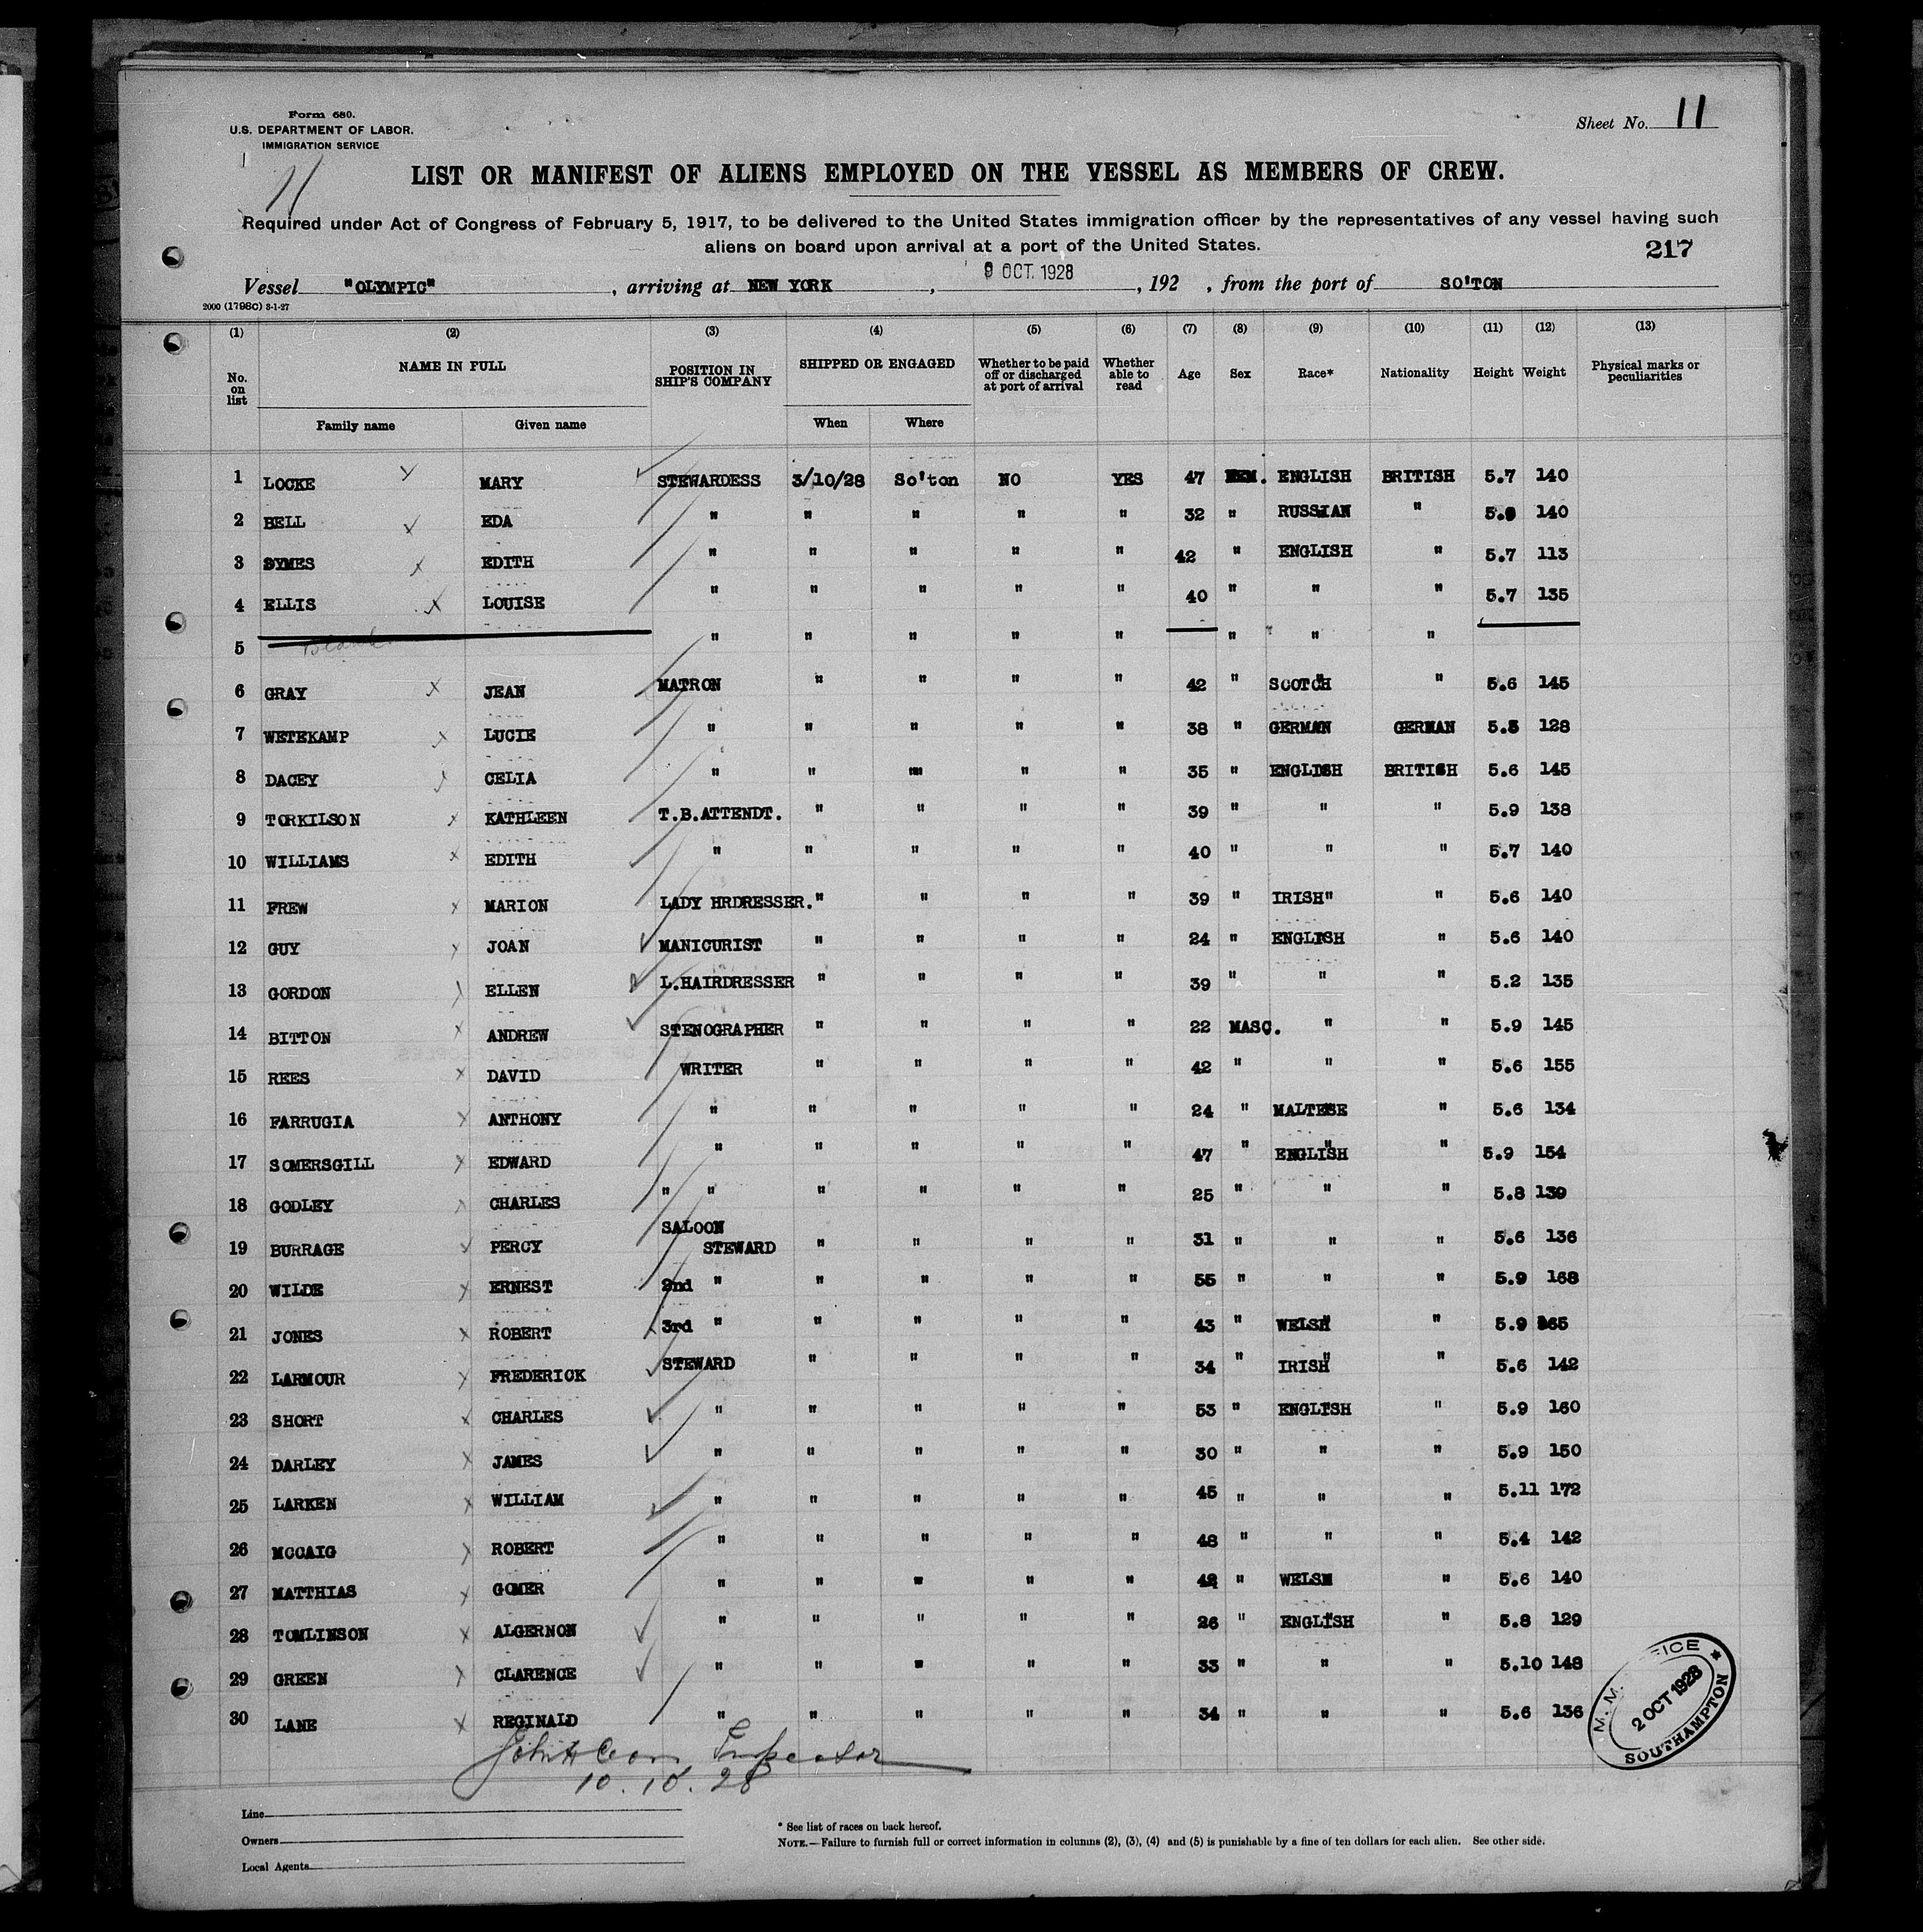 Form 680.
U.S. DEPARTMENT OF LABOR.
IMMIGRATION SERVICE
Sheet No. 11
11
LIST OR MANIFEST OF ALIENS EMPLOYED ON THE VESSEL AS MEMBERS OF CREW.
Required under Act of Congress of February 5, 1917, to be delivered to the United States immigration officer by the representatives of any vessel having such
aliens on board upon arrival at a port of the United States.
217
Vessel "OLYMPIC", arriving at NEW YORK, 9 OCT. 1928, 192 , from the port of SO'TON
2000 (1798C) 3-1-27
(1) (2) (3) (4) (5) (6) (7) (8) (9) (10) (11) (12) (13)
No. on list NAME IN FULL POSITION IN SHIP'S COMPANY SHIPPED OR ENGAGED Whether to be paid off or discharged at port of arrival Whether able to read Age Sex Race* Nationality Height Weight Physical marks or peculiarities
Family name Given name When Where
1 LOCKE MARY STEWARDESS 3/10/28 So'ton NO YES 47 FEM. ENGLISH BRITISH 5.7 140
2 BELL EDA " " " " " 32 " RUSSIAN " 140
3 SYMES EDITH " " " " " 42 " ENGLISH " 5.7 113
4 ELLIS LOUISE " " " " " 40 " " " 5.7 135
5 Blank " " " " " " " "
6 GRAY JEAN MATRON " " " " 42 " SCOTCH " 5.6 145
7 WETEKAMP LUCIE " " " " " 38 " GERMAN GERMAN 5.5 128
8 DACEY CELIA " " " " " 35 " ENGLISH BRITISH 5.6 145
9 TORKILSON KATHLEEN T.B.ATTENDT. " " " " 39 " " " 5.9 138
10 WILLIAMS EDITH " " " " " 40 " " " 5.7 140
11 FREW MARION LADY HRDRESSER. " " " " 39 " IRISH" " 5.6 140
12 GUY JOAN MANICURIST " " " " 24 " ENGLISH " 5.6 140
13 GORDON ELLEN L.HAIRDRESSER " " " " 39 " " " 5.2 135
14 BITTON ANDREW STENOGRAPHER " " " " 22 MASC. " " 5.9 145
15 REES DAVID WRITER " " " " 42 " " " 5.6 155
16 FARRUGIA ANTHONY " " " " " 24 " MALTESE " 5.6 134
17 SOMERSGILL EDWARD " " " " " 47 " ENGLISH " 5.9 154
18 GODLEY CHARLES " " " " " " 25 " " " 5.8 139
19 BURRAGE PERCY SALOON STEWARD " " " " 31 " " " 5.6 136
20 WILDE ERNEST 2nd " " " " " 55 " " " 5.9 168
21 JONES ROBERT 3rd " " " " " 43 " WELSH " 5.9
22 LARMOUR FREDERICK STEWARD " " " " 34 " IRISH " 5.6 142
23 SHORT CHARLES " " " " " 53 " ENGLISH " 5.9 160
24 DARLEY JAMES " " " " " 30 " " " 5.9 150
25 LARKEN WILLIAM " " " " " 45 " " " 5.11 172
26 MCCAIG ROBERT " " " " " 48 " " " 5.4 142
27 MATTHIAS GOMER " " " " " 42 " WELSH " 5.6 140
28 TOMLINSON ALGERNON " " " " " 26 " ENGLISH " 5.8 129
29 GREEN CLARENCE " " " " " 33 " " " 5.10 148
30 LANE REGINALD " " " " " 34 " " " 5.6 136
Inspector
10.10.28
M. M. OFFICE
2 OCT 1928
SOUTHAMPTON *
Line
Owners
Local Agents
* See list of races on back hereof.
NOTE.—Failure to furnish full or correct information in columns (2), (3), (4) and (5) is punishable by a fine of ten dollars for each alien. See other side.